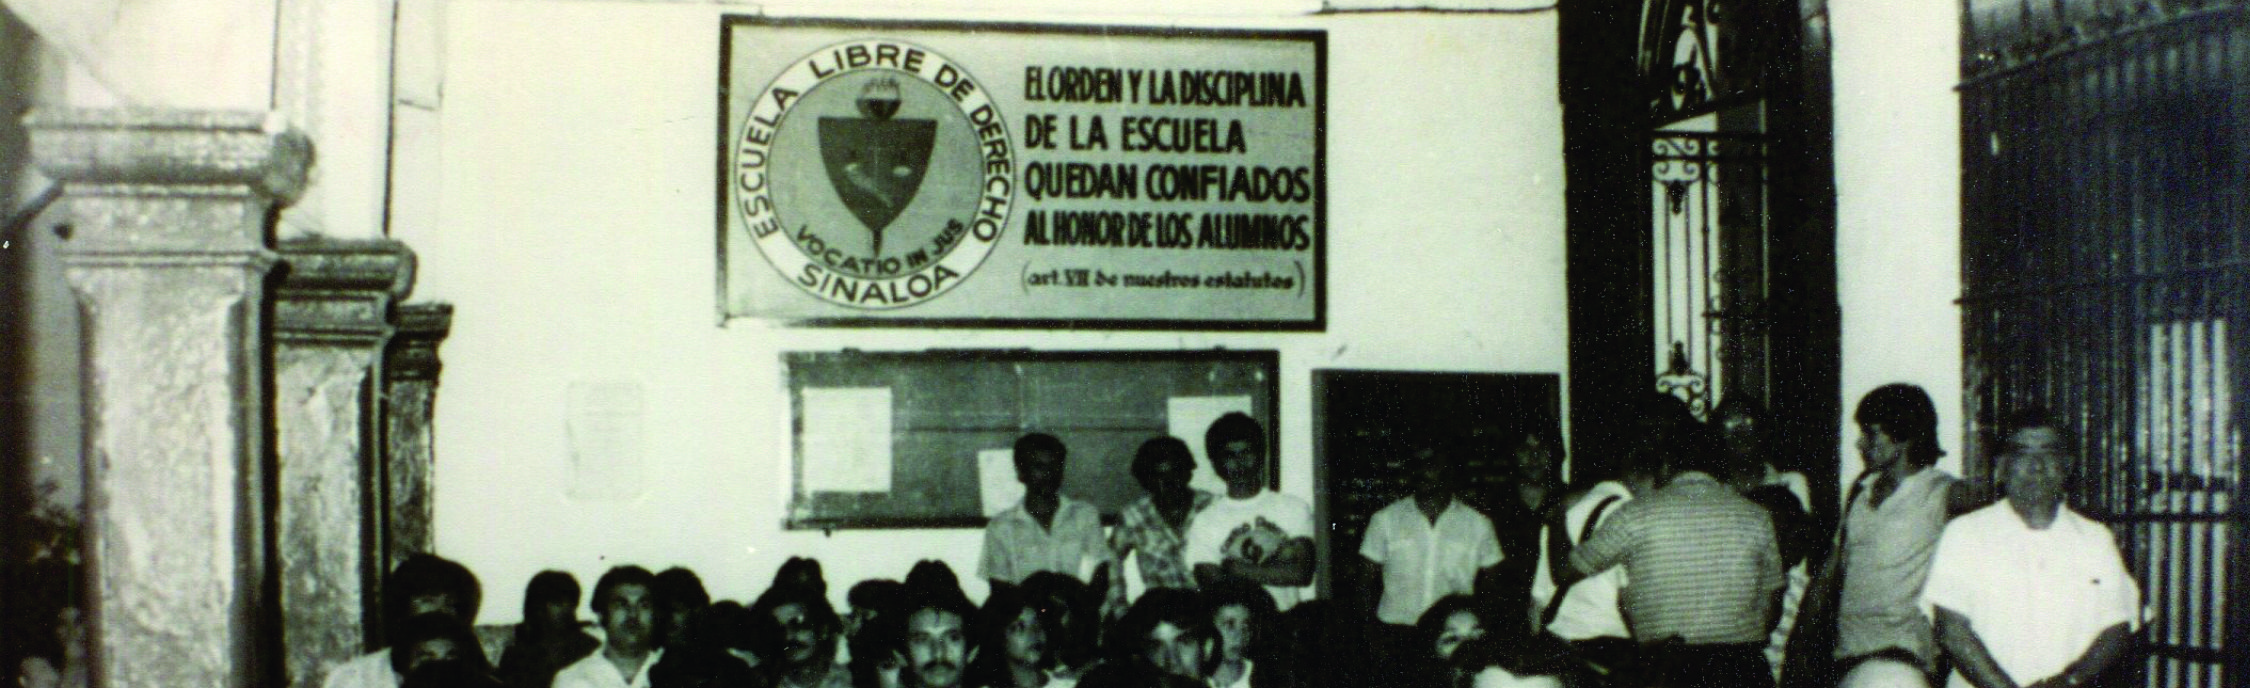 ESCUELA LIBRE DE DERECHO
SINALOA
VOCATIO IN JUS
EL ORDEN Y LA DISCIPLINA
DE LA ESCUELA
QUEDAN CONFIADOS
AL HONOR DE LOS ALUMNOS
(art. VII de nuestros estatutos)